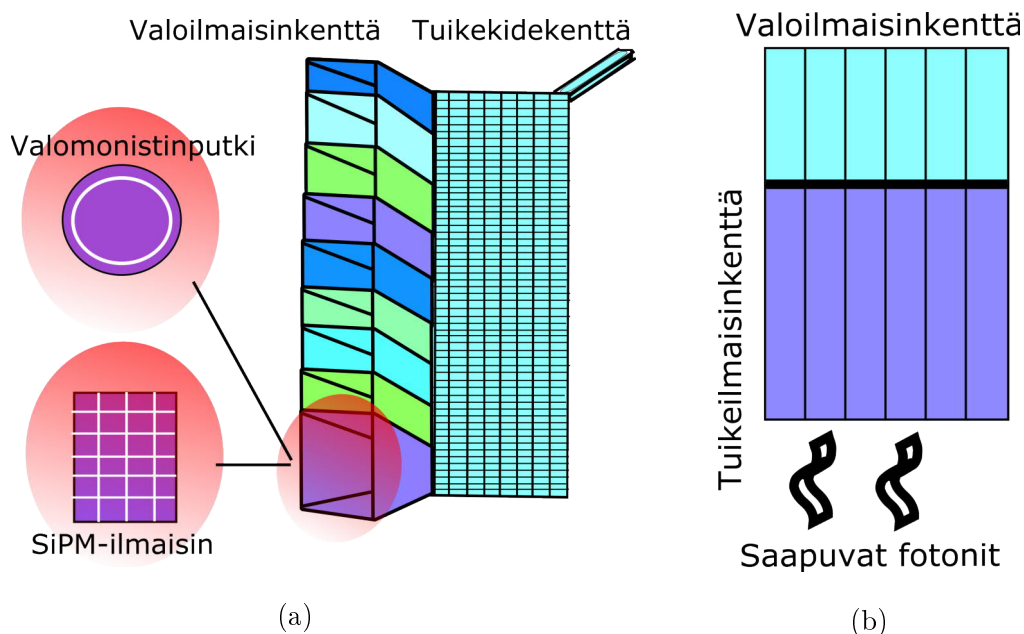 Valoilmaisinkenttä
Tuikekidekenttä
Valomonistinputki
SiPM-ilmaisin
(a)
Valoilmaisinkenttä
Tuikeilmaisinkenttä
Saapuvat fotonit
(b)